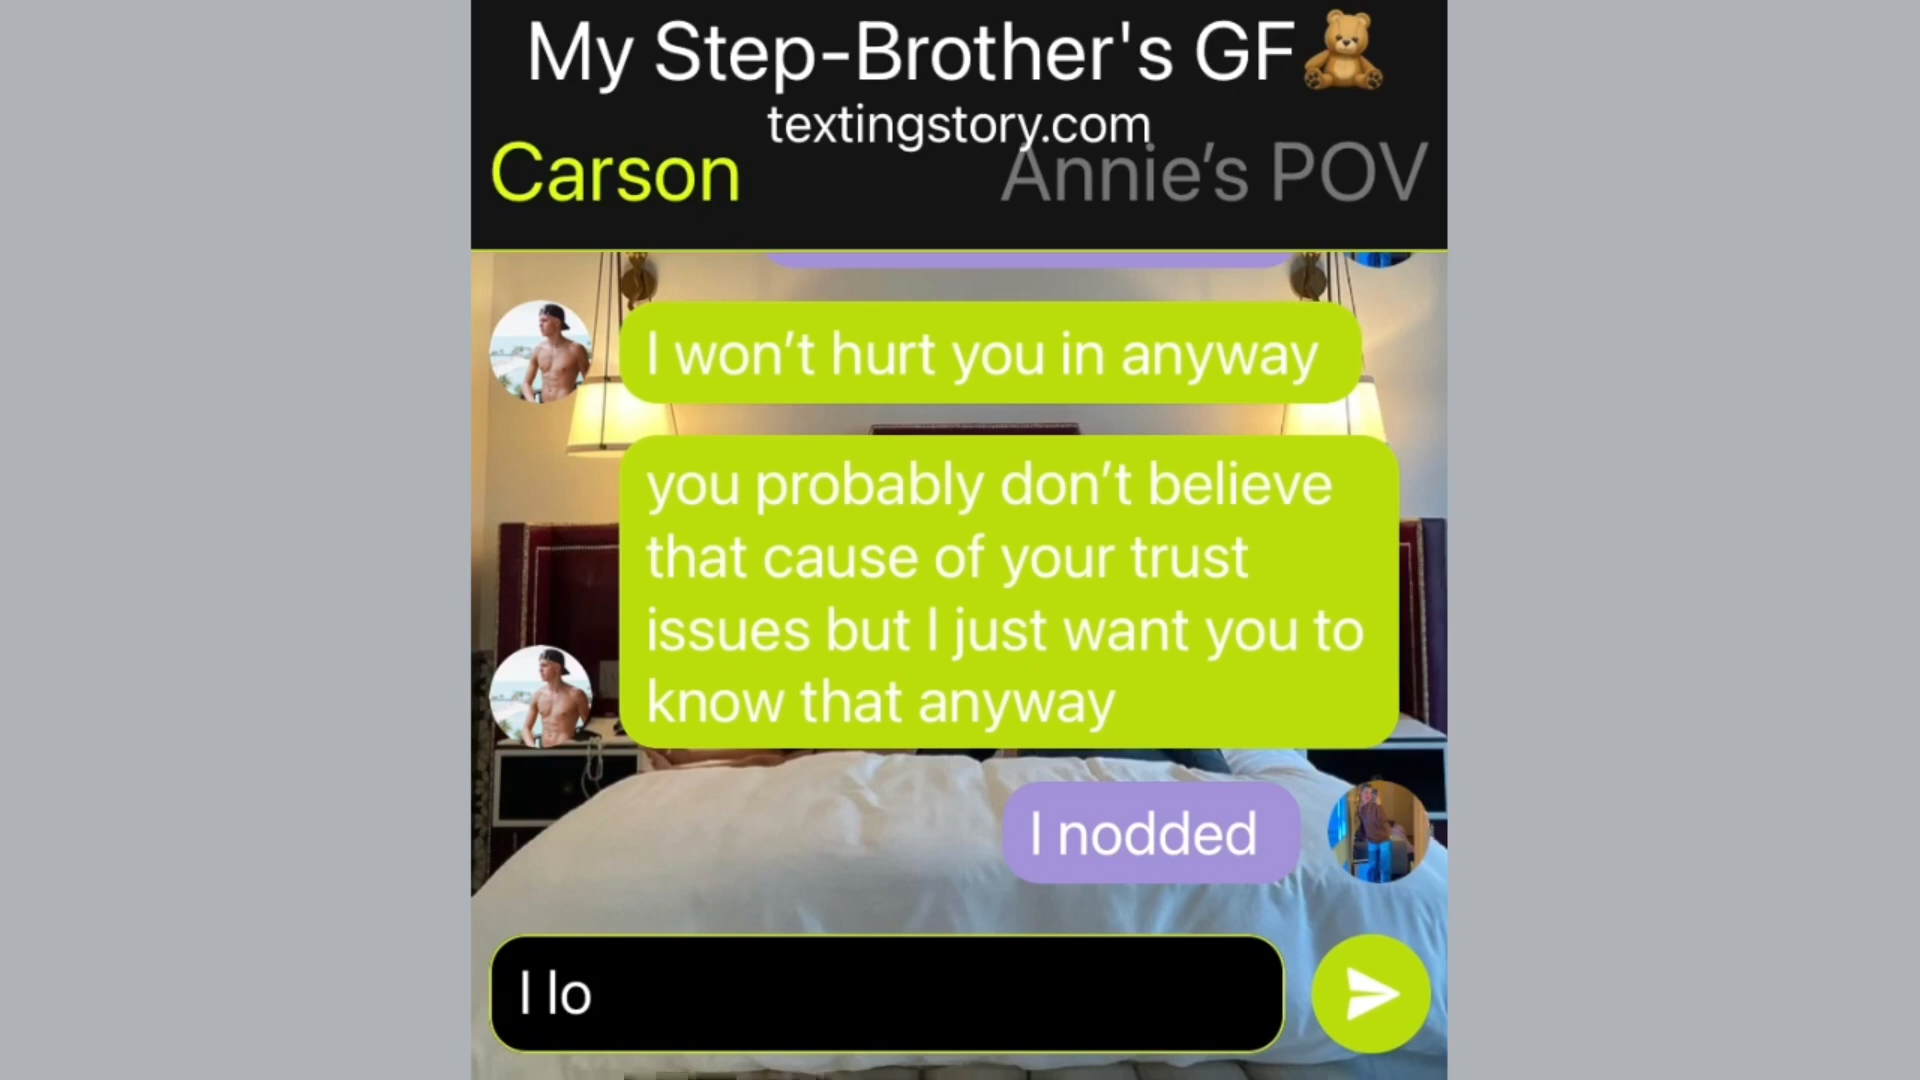 My Step-Brother's GF🧸
textingstory.com
Carson
Annie’s POV
I won’t hurt you in anyway
you probably don’t believe
that cause of your trust
issues but I just want you to
know that anyway
I nodded
I lo